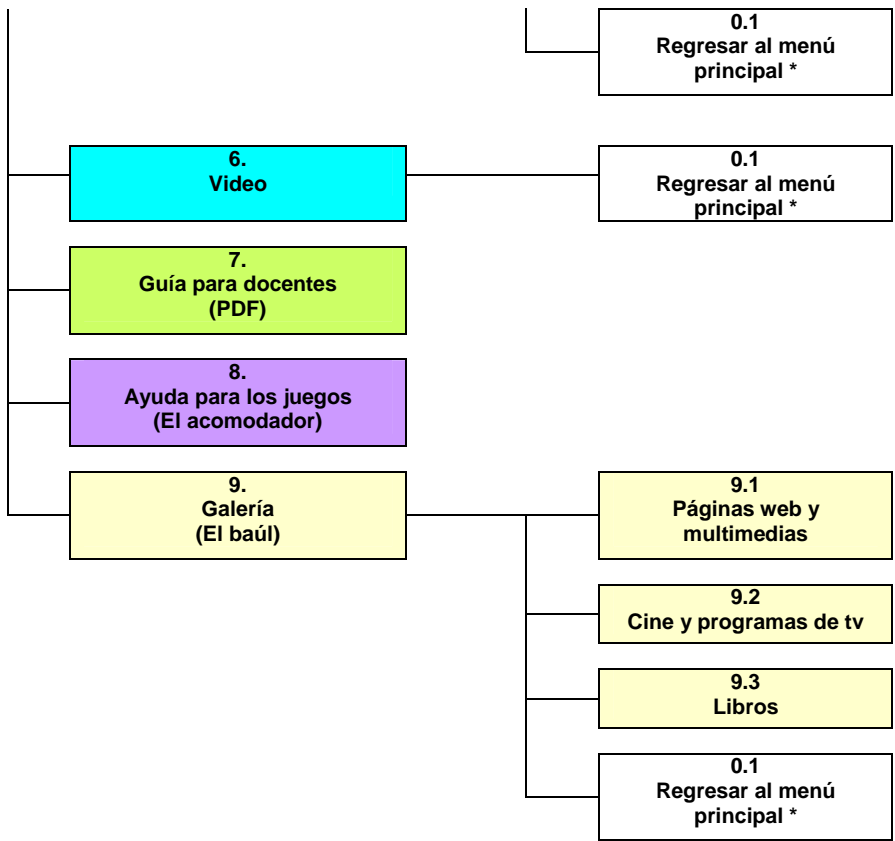 0.1
Regresar al menú
principal *
6.
Video
0.1
Regresar al menú
principal *
7.
Guía para docentes
(PDF)
8.
Ayuda para los juegos
(El acomodador)
9.
Galería
(El baúl)
9.1
Páginas web y
multimedias
9.2
Cine y programas de tv
9.3
Libros
0.1
Regresar al menú
principal *